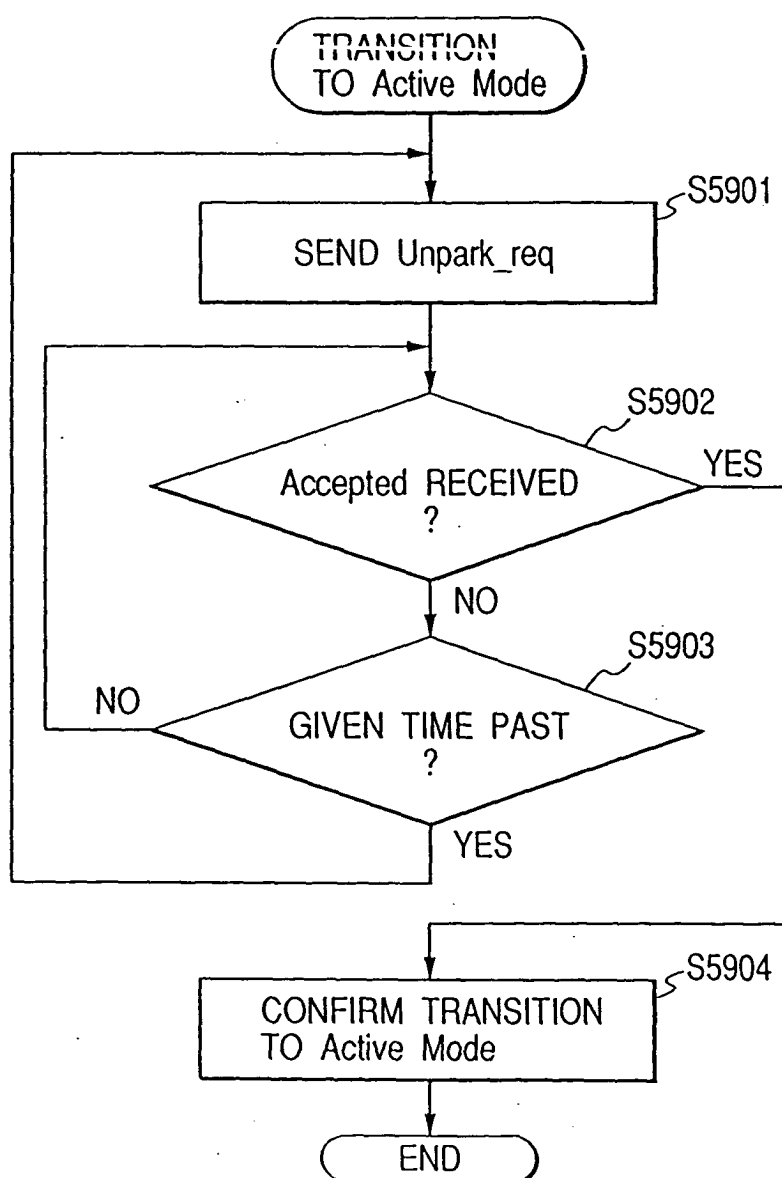 TRANSITION
TO Active Mode
S5901
SEND Unpark_req
S5902
Accepted RECEIVED
?
YES
NO
S5903
GIVEN TIME PAST
?
NO
YES
S5904
CONFIRM TRANSITION
TO Active Mode
END